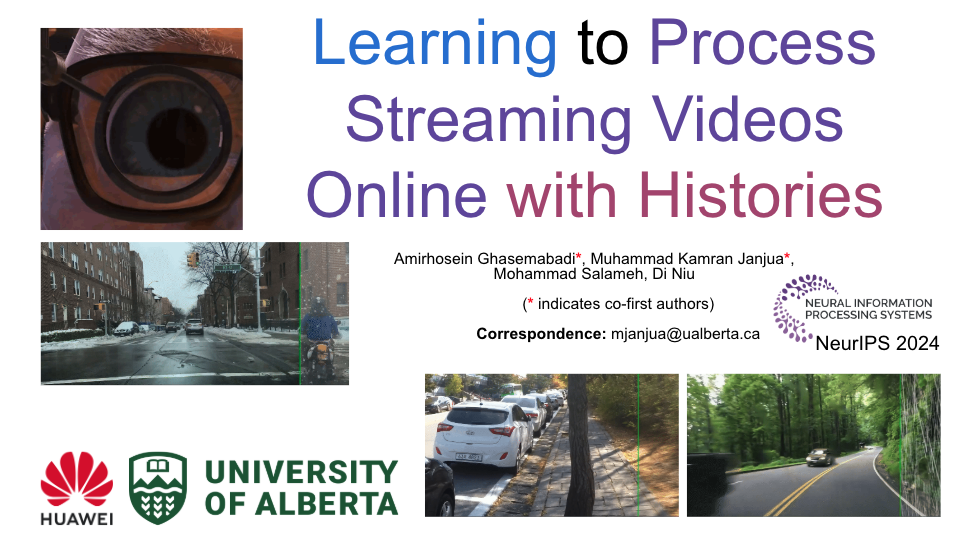 Learning to Process
Streaming Videos
Online with Histories
Amirhosein Ghasemabadi*, Muhammad Kamran Janjua*,
Mohammad Salameh, Di Niu
(* indicates co-first authors)
Correspondence: mjanjua@ualberta.ca
NEURAL INFORMATION
PROCESSING SYSTEMS
NeurIPS 2024
HUAWEI
UNIVERSITY
OF ALBERTA